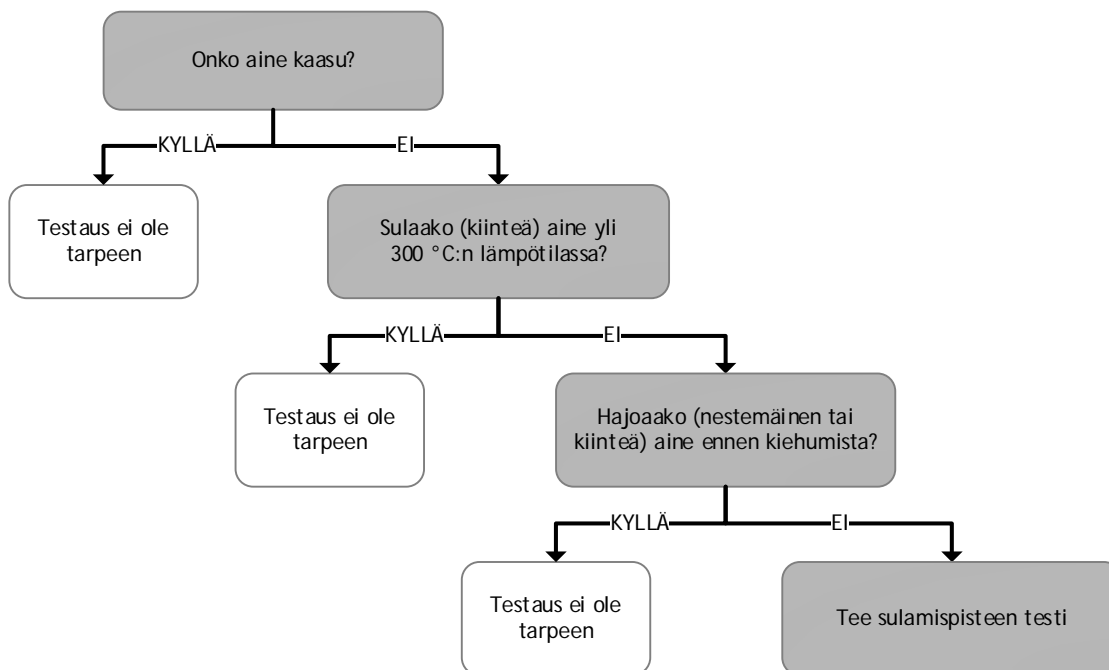 Onko aine kaasu?
KYLLÄ
EI
Testaus ei ole
tarpeen
Sulaako (kiinteä) aine yli
300 °C:n lämpötilassa?
KYLLÄ
EI
Testaus ei ole
tarpeen
Hajoaako (nestemäinen tai
kiinteä) aine ennen kiehumista?
KYLLÄ
EI
Testaus ei ole
tarpeen
Tee sulamispisteen testi